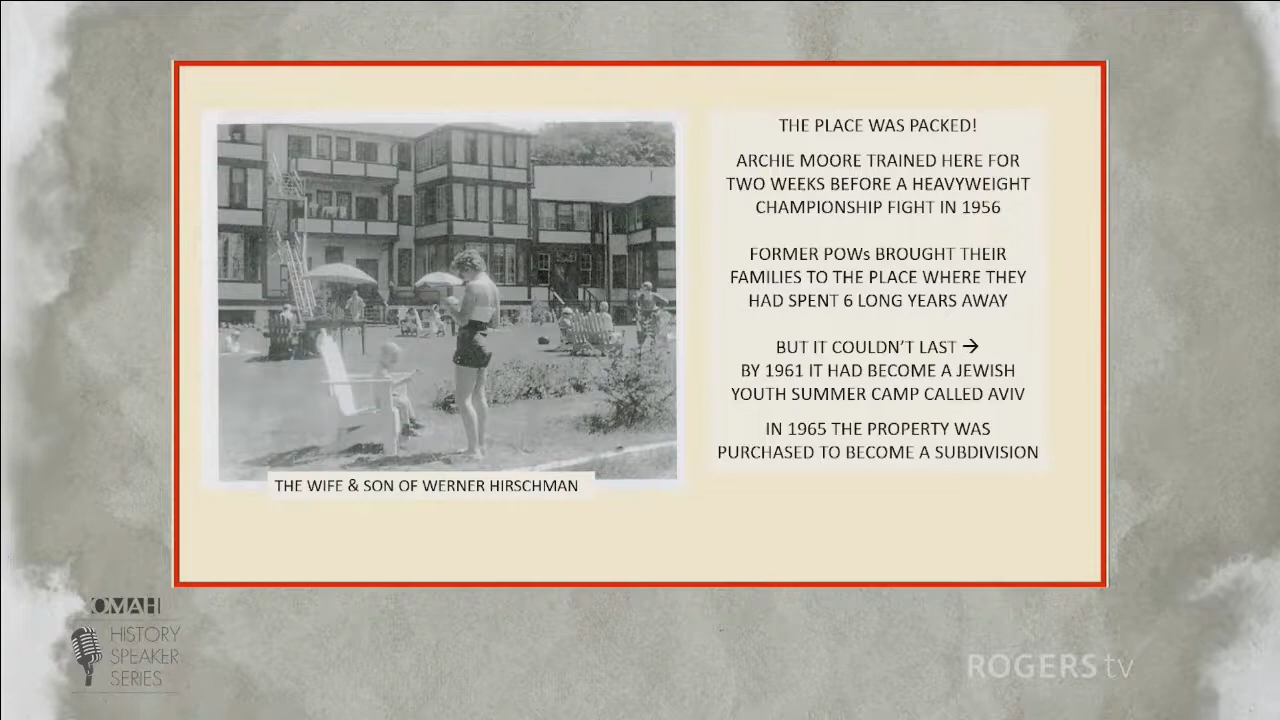 THE PLACE WAS PACKED!
ARCHIE MOORE TRAINED HERE FOR
TWO WEEKS BEFORE A HEAVYWEIGHT
CHAMPIONSHIP FIGHT IN 1956
FORMER POWs BROUGHT THEIR
FAMILIES TO THE PLACE WHERE THEY
HAD SPENT 6 LONG YEARS AWAY
BUT IT COULDN'T LAST →
BY 1961 IT HAD BECOME A JEWISH
YOUTH SUMMER CAMP CALLED AVIV
IN 1965 THE PROPERTY WAS
PURCHASED TO BECOME A SUBDIVISION
THE WIFE & SON OF WERNER HIRSCHMAN
OMAH
HISTORY
SPEAKER
SERIES
ROGERS tv